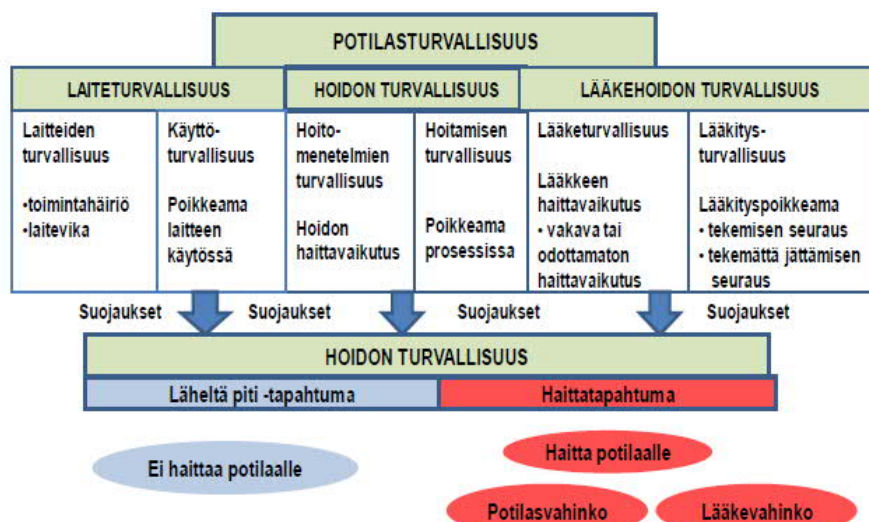 POTILASTURVALLISUUS
LAITETURVALLISUUS
HOIDON TURVALLISUUS
LÄÄKEHOIDON TURVALLISUUS
Laitteiden
turvallisuus
•toimintahäiriö
•laitevika
Käyttö-
turvallisuus
Poikkeama
laitteen
käytössä
Hoito-
menetelmien
turvallisuus
Hoidon
haittavaikutus
Hoitamisen
turvallisuus
Poikkeama
prosessissa
Lääketurvallisuus
Lääkkeen
haittavaikutus
• vakava tai
odottamaton
haittavaikutus
Lääkitys-
turvallisuus
Lääkityspoikkeama
• tekemisen seuraus
• tekemättä jättämisen
seuraus
Suojaukset
Suojaukset
Suojaukset
Suojaukset
HOIDON TURVALLISUUS
Läheltä piti -tapahtuma
Haittatapahtuma
Ei haittaa potilaalle
Haitta potilaalle
Potilasvahinko
Lääkevahinko